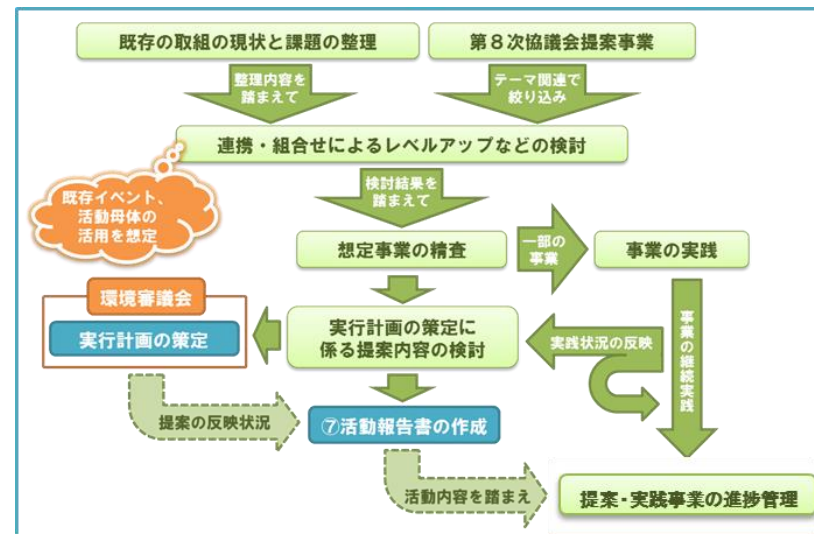 既存の取組の現状と課題の整理
第８次協議会提案事業
整理内容を
踏まえて
テーマ関連で
絞り込み
連携・組合せによるレベルアップなどの検討
既存イベント、
活動母体の
活用を想定
検討結果を
踏まえて
想定事業の精査
一部の
事業
事業の実践
環境審議会
実行計画の策定
実行計画の策定に
係る提案内容の検討
実践状況の反映
事業の継続実践
提案の反映状況
⑦活動報告書の作成
活動内容を踏まえ
提案・実践事業の進捗管理